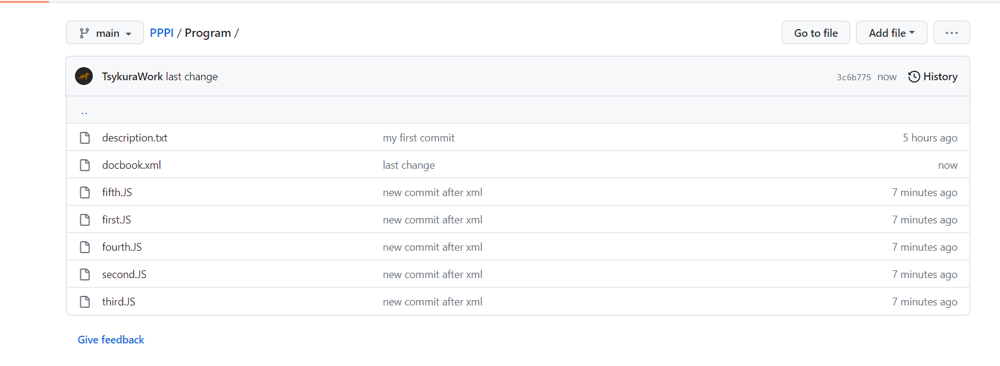 main PPPI / Program / Go to file Add file ...
TsykuraWork last change 3c6b775 now History
..
description.txt my first commit 5 hours ago
docbook.xml last change now
fifth.JS new commit after xml 7 minutes ago
first.JS new commit after xml 7 minutes ago
fourth.JS new commit after xml 7 minutes ago
second.JS new commit after xml 7 minutes ago
third.JS new commit after xml 7 minutes ago
Give feedback